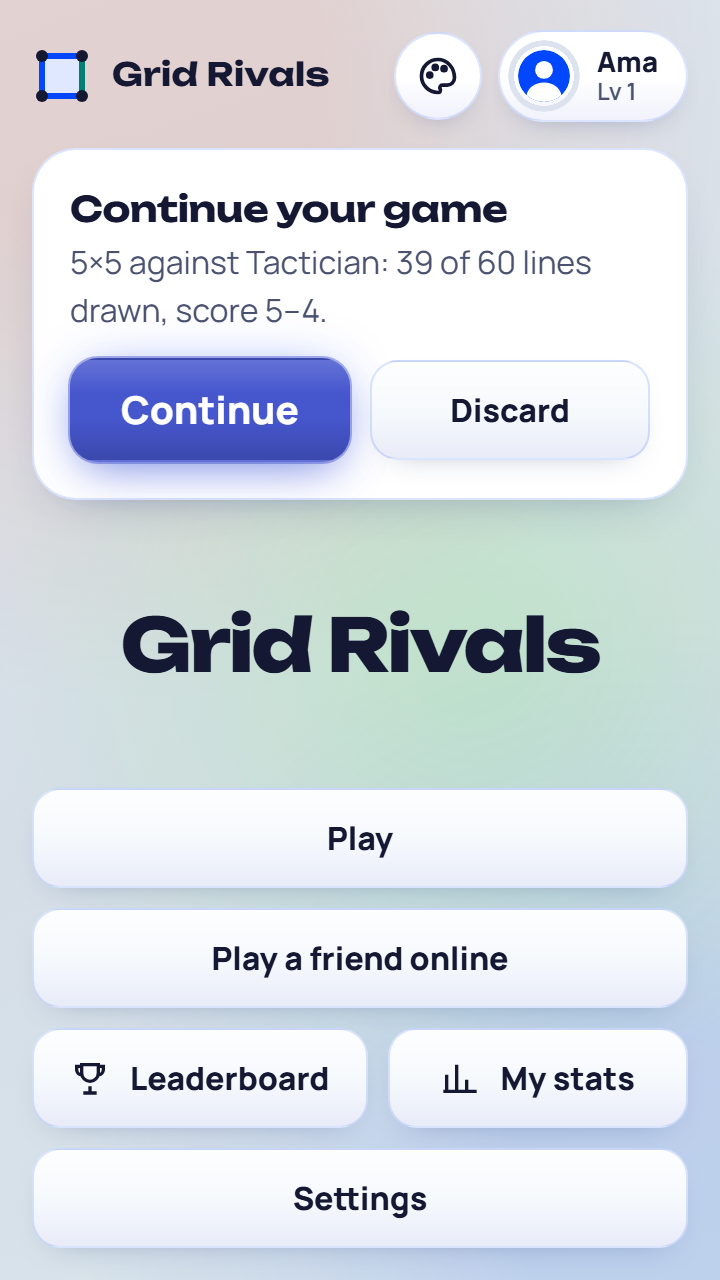 Grid Rivals
Ama
Lv 1
Continue your game
5×5 against Tactician: 39 of 60 lines
drawn, score 5–4.
Continue
Discard
Grid Rivals
Play
Play a friend online
Leaderboard
My stats
Settings